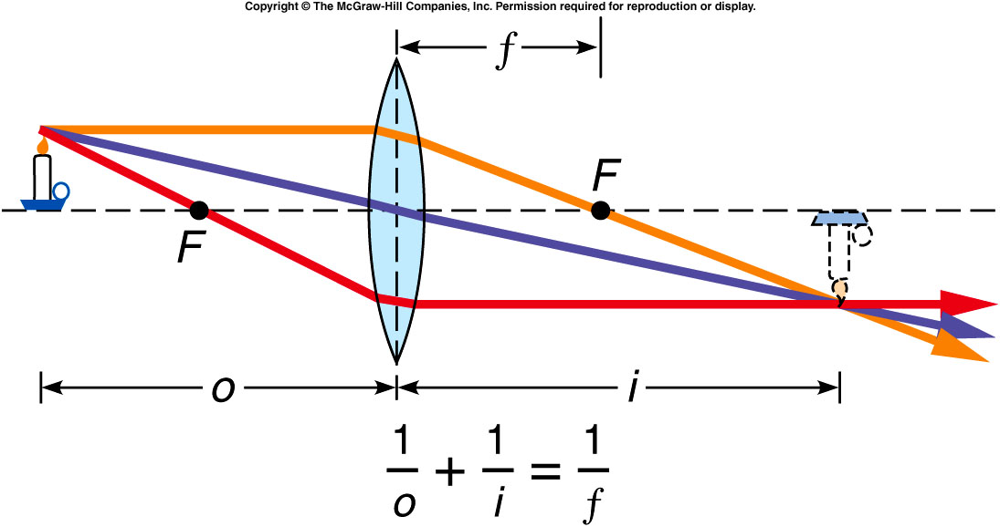 Copyright © The McGraw-Hill Companies, Inc. Permission required for reproduction or display.
f
F
F
o
i
1/o + 1/i = 1/f